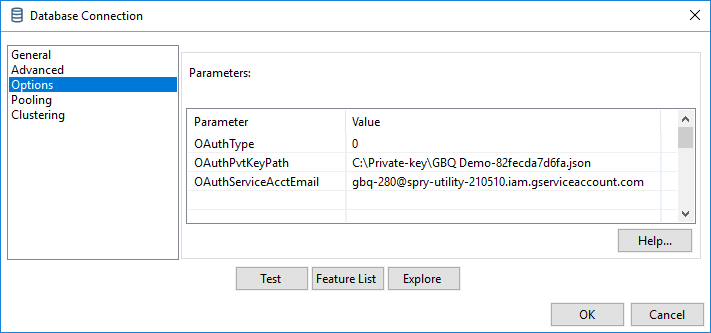 Database Connection
General
Advanced
Options
Pooling
Clustering
Parameters:
Parameter Value
OAuthType 0
OAuthPvtKeyPath C:\Private-key\GBQ Demo-82fecda7d6fa.json
OAuthServiceAcctEmail gbq-280@spry-utility-210510.iam.gserviceaccount.com
Help...
Test Feature List Explore
OK Cancel